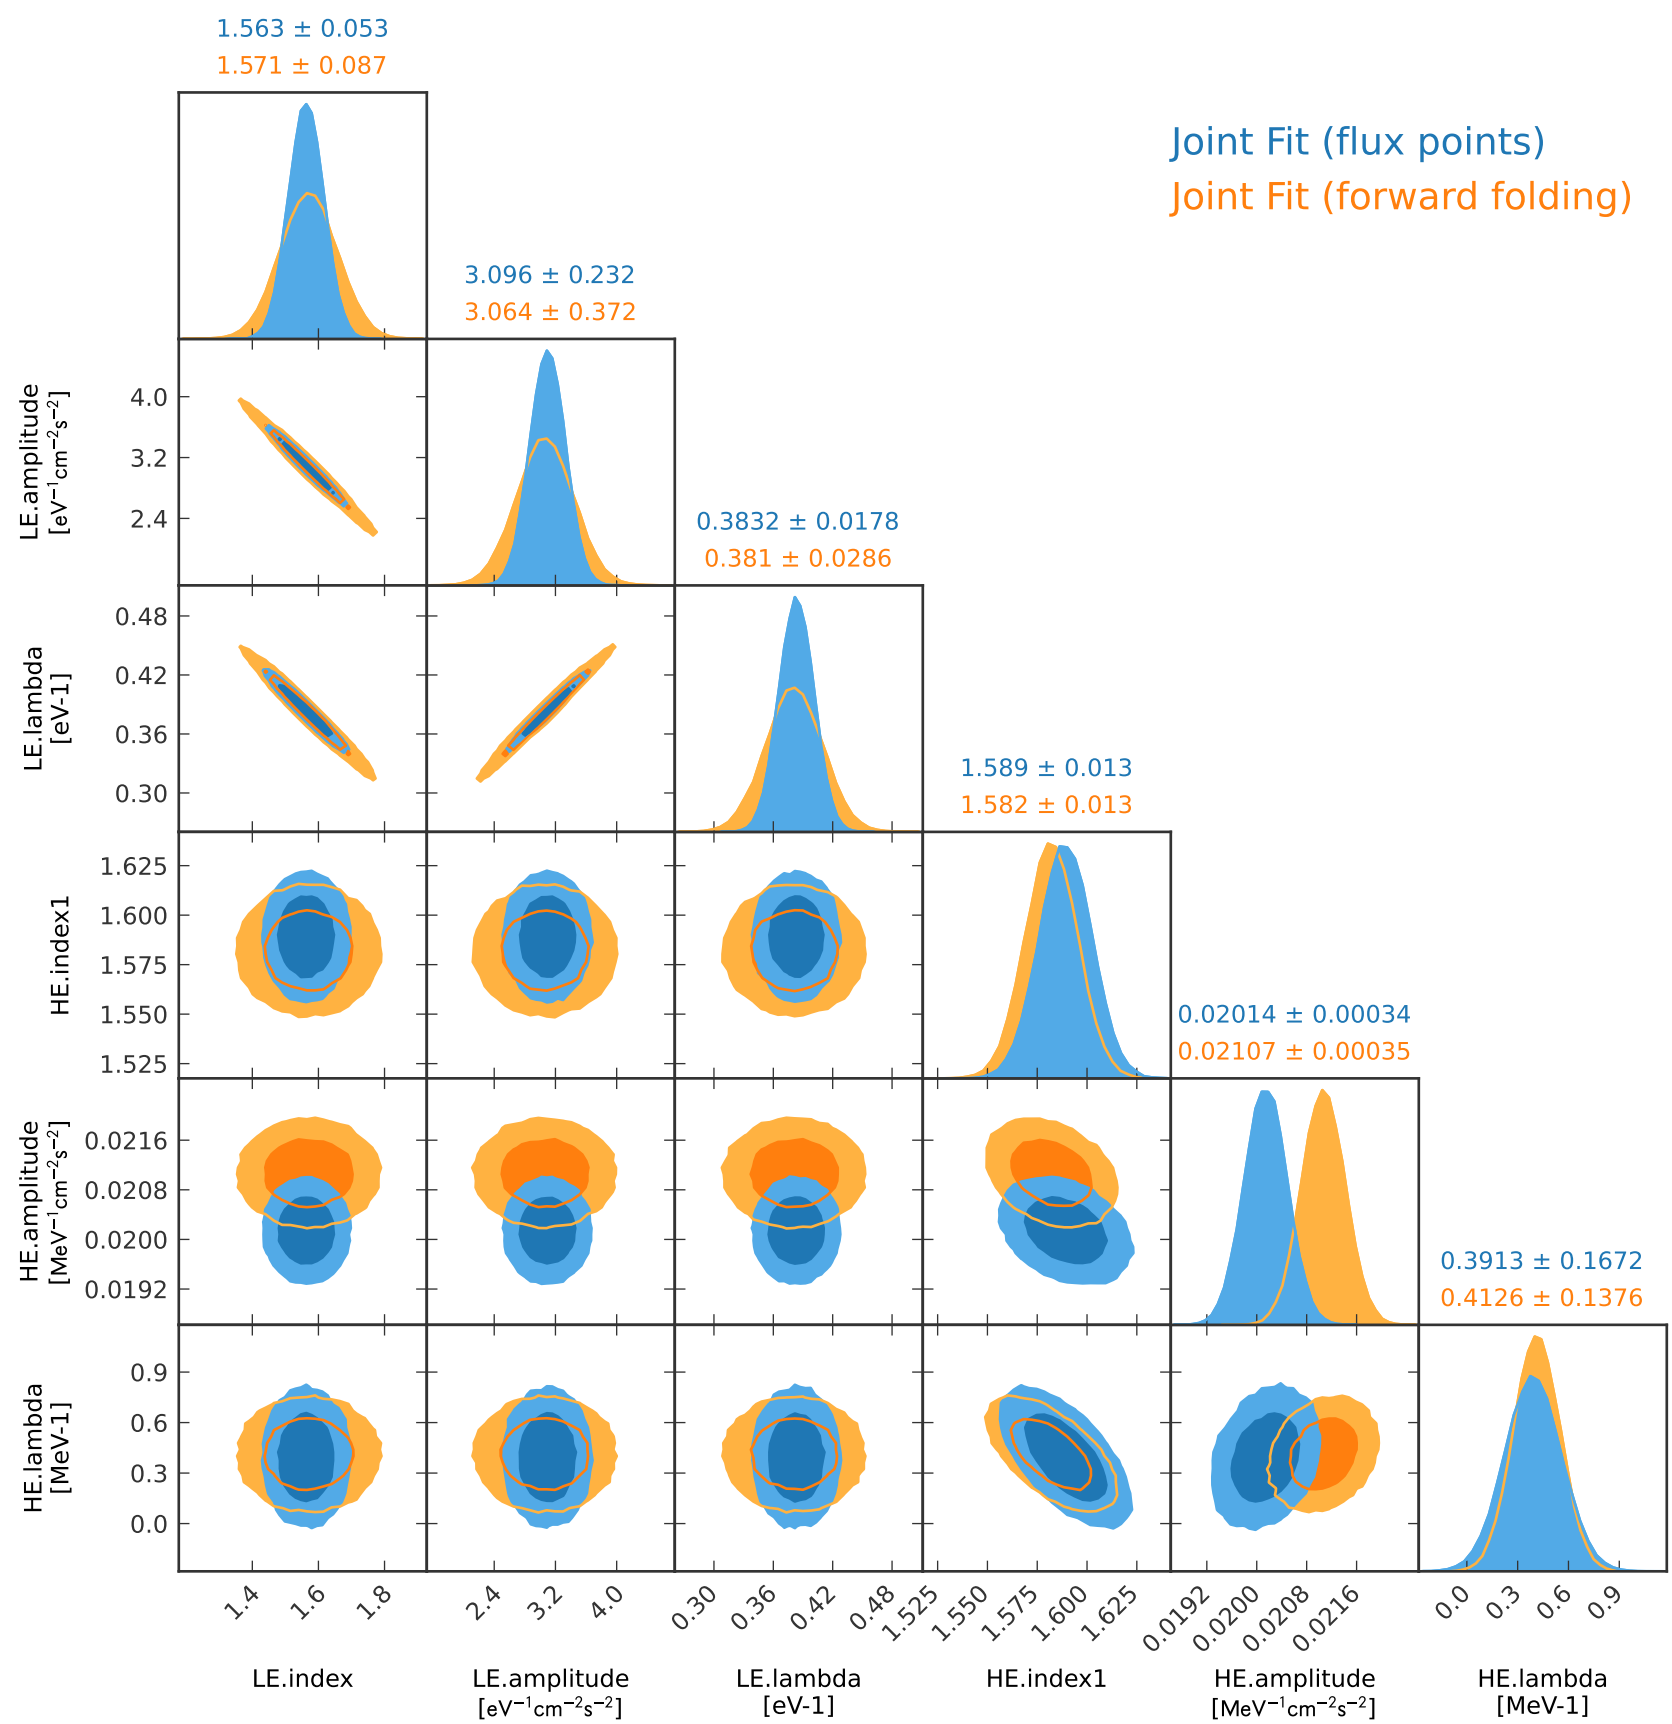 1.563 ± 0.053
1.571 ± 0.087
Joint Fit (flux points)
Joint Fit (forward folding)
3.096 ± 0.232
3.064 ± 0.372
LE.amplitude
[eV⁻¹cm⁻²s⁻²]
4.0
3.2
2.4
0.3832 ± 0.0178
0.381 ± 0.0286
LE.lambda
[eV-1]
0.48
0.42
0.36
0.30
1.589 ± 0.013
1.582 ± 0.013
HE.index1
1.625
1.600
1.575
1.550
1.525
0.02014 ± 0.00034
0.02107 ± 0.00035
HE.amplitude
[MeV⁻¹cm⁻²s⁻²]
0.0216
0.0208
0.0200
0.0192
0.3913 ± 0.1672
0.4126 ± 0.1376
HE.lambda
[MeV-1]
0.9
0.6
0.3
0.0
1.4 1.6 1.8
2.4 3.2 4.0
0.30 0.36 0.42 0.48
1.525 1.550 1.575 1.600 1.625
0.0192 0.0200 0.0208 0.0216
0.0 0.3 0.6 0.9
LE.index
LE.amplitude
[eV⁻¹cm⁻²s⁻²]
LE.lambda
[eV-1]
HE.index1
HE.amplitude
[MeV⁻¹cm⁻²s⁻²]
HE.lambda
[MeV-1]